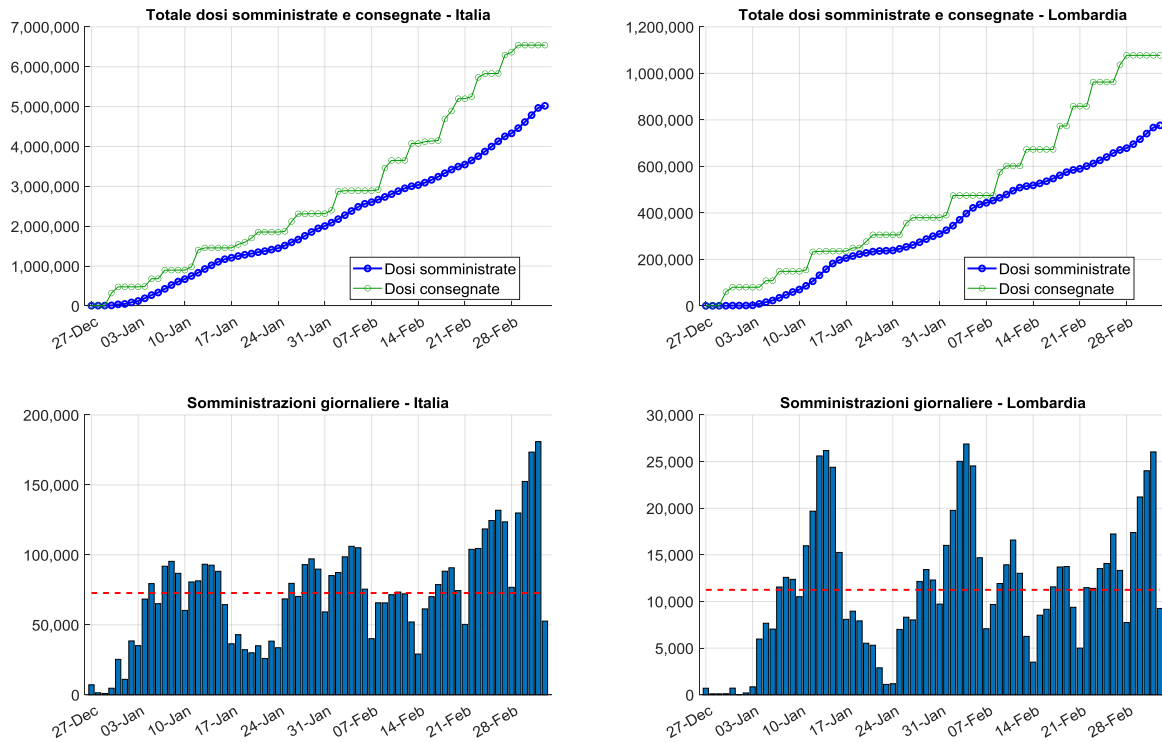 Totale dosi somministrate e consegnate - Italia
7,000,000
6,000,000
5,000,000
4,000,000
3,000,000
2,000,000
1,000,000
0
27-Dec
03-Jan
10-Jan
17-Jan
24-Jan
31-Jan
07-Feb
14-Feb
21-Feb
28-Feb
Dosi somministrate
Dosi consegnate
Totale dosi somministrate e consegnate - Lombardia
1,200,000
1,000,000
800,000
600,000
400,000
200,000
0
27-Dec
03-Jan
10-Jan
17-Jan
24-Jan
31-Jan
07-Feb
14-Feb
21-Feb
28-Feb
Dosi somministrate
Dosi consegnate
Somministrazioni giornaliere - Italia
200,000
150,000
100,000
50,000
0
27-Dec
03-Jan
10-Jan
17-Jan
24-Jan
31-Jan
07-Feb
14-Feb
21-Feb
28-Feb
Somministrazioni giornaliere - Lombardia
30,000
25,000
20,000
15,000
10,000
5,000
0
27-Dec
03-Jan
10-Jan
17-Jan
24-Jan
31-Jan
07-Feb
14-Feb
21-Feb
28-Feb